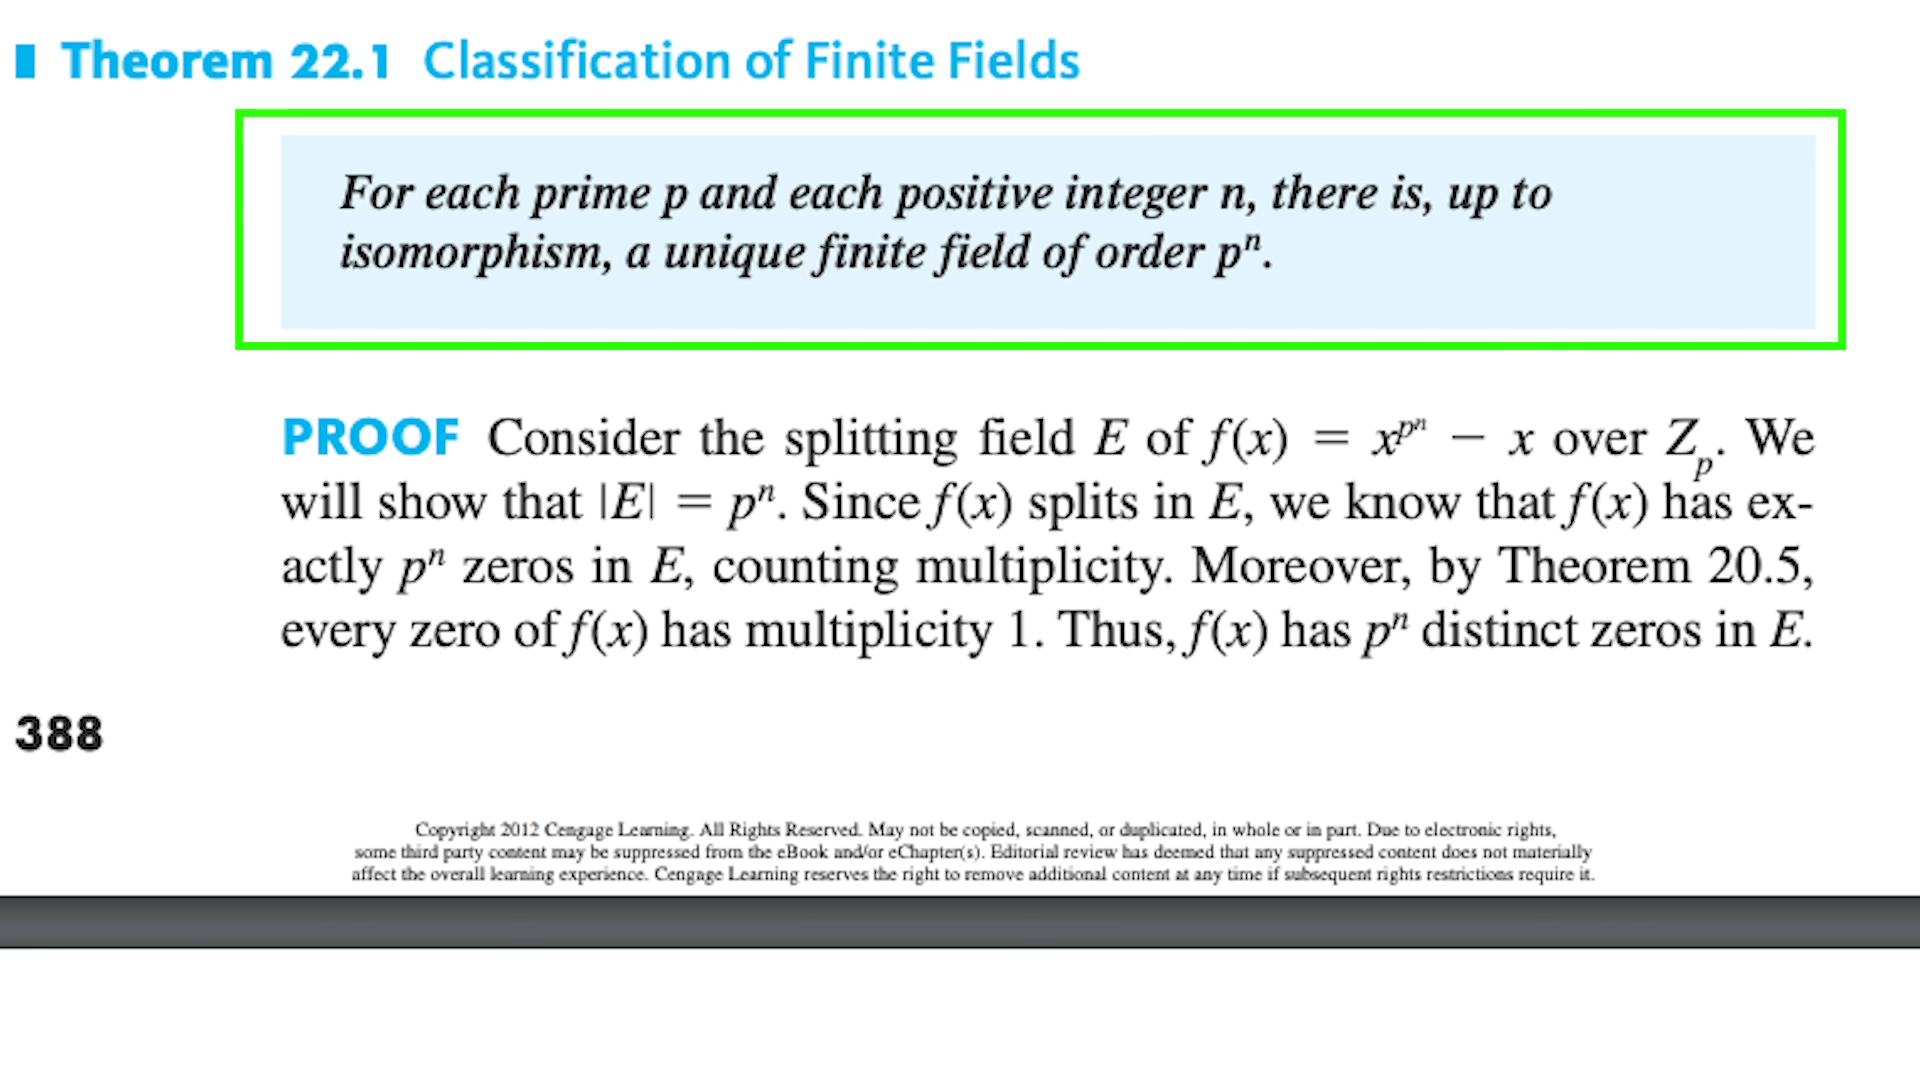 Theorem 22.1 Classification of Finite Fields
For each prime p and each positive integer n, there is, up to
isomorphism, a unique finite field of order pⁿ.
PROOF Consider the splitting field E of f(x) = x^{pⁿ} − x over Z_p. We
will show that |E| = pⁿ. Since f(x) splits in E, we know that f(x) has ex-
actly pⁿ zeros in E, counting multiplicity. Moreover, by Theorem 20.5,
every zero of f(x) has multiplicity 1. Thus, f(x) has pⁿ distinct zeros in E.
388
Copyright 2012 Cengage Learning. All Rights Reserved. May not be copied, scanned, or duplicated, in whole or in part. Due to electronic rights,
some third party content may be suppressed from the eBook and/or eChapter(s). Editorial review has deemed that any suppressed content does not materially
affect the overall learning experience. Cengage Learning reserves the right to remove additional content at any time if subsequent rights restrictions require it.